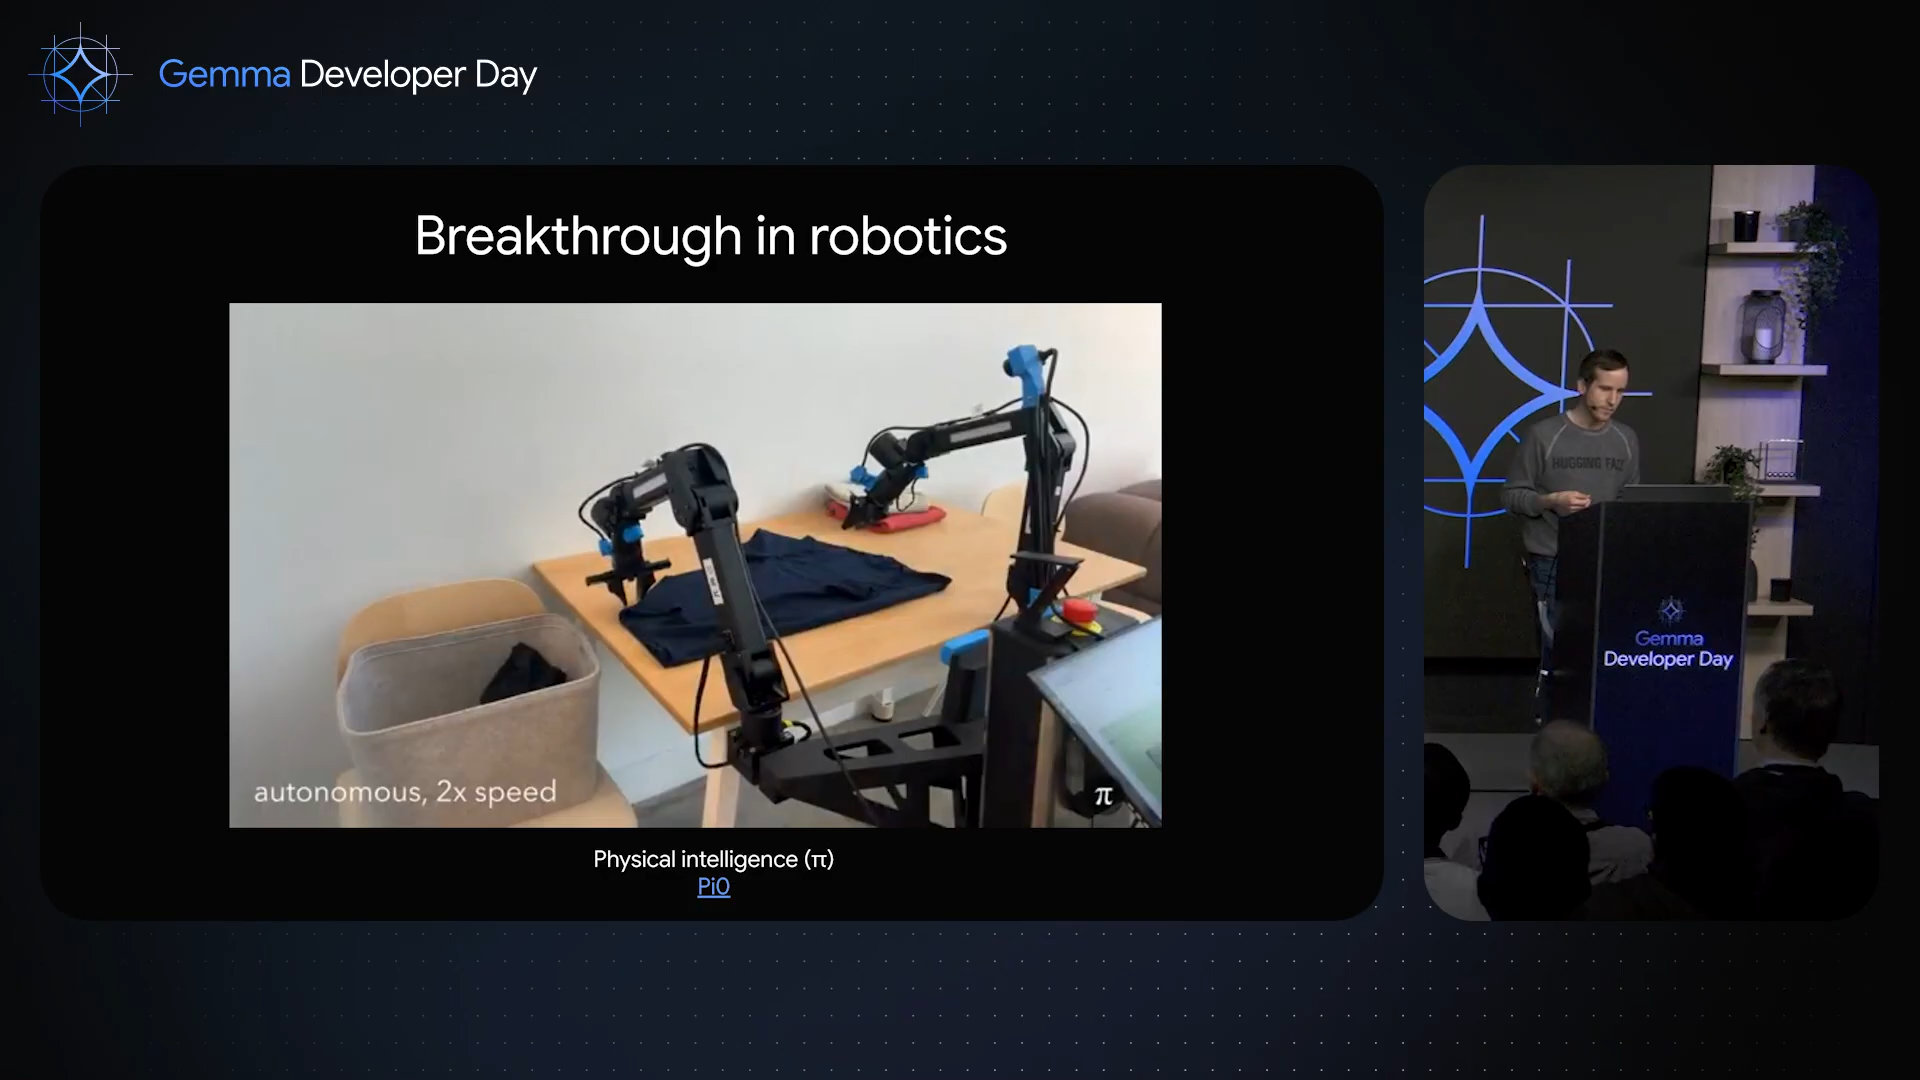 Gemma Developer Day
Breakthrough in robotics
autonomous, 2x speed
π
Physical intelligence (π)
Pi0
HUGGING FACE
Gemma
Developer Day